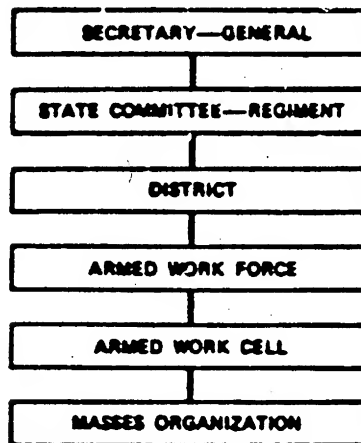 SECRETARY—GENERAL
STATE COMMITTEE—REGIMENT
DISTRICT
ARMED WORK FORCE
ARMED WORK CELL
MASSES ORGANIZATION